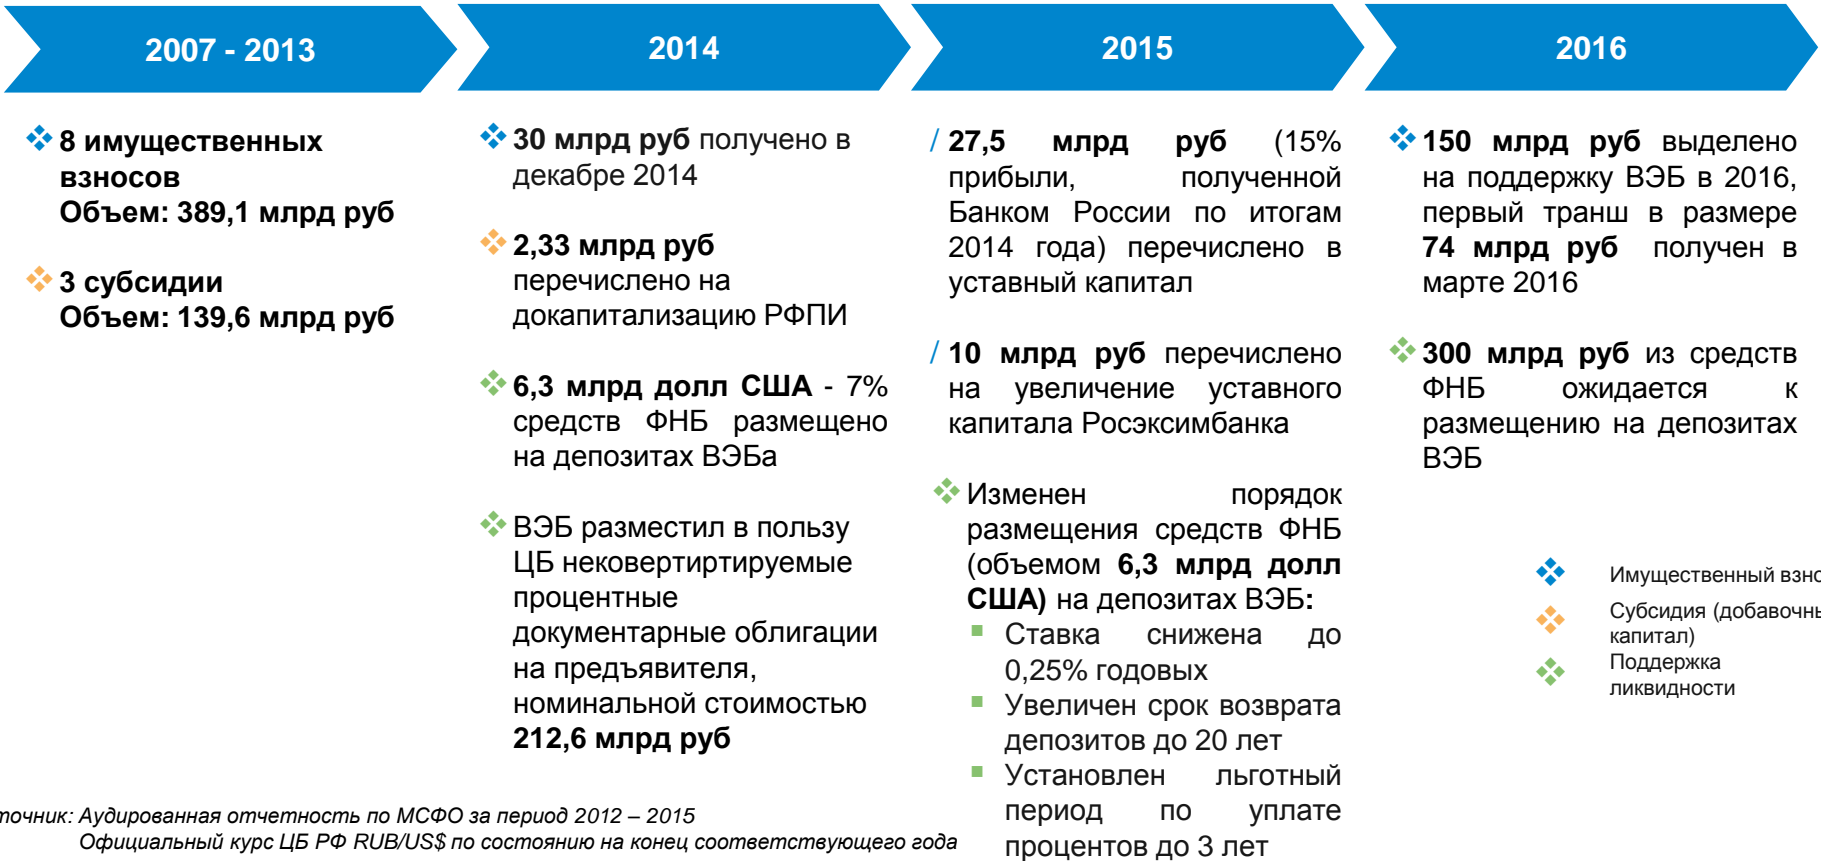 2007 - 2013
2014
2015
2016
8 имущественных
взносов
Объем: 389,1 млрд руб
3 субсидии
Объем: 139,6 млрд руб
30 млрд руб получено в
декабре 2014
2,33 млрд руб
перечислено на
докапитализацию РФПИ
6,3 млрд долл США - 7%
средств ФНБ размещено
на депозитах ВЭБа
ВЭБ разместил в пользу
ЦБ нековертиртируемые
процентные
документарные облигации
на предъявителя,
номинальной стоимостью
212,6 млрд руб
/ 27,5 млрд руб (15%
прибыли, полученной
Банком России по итогам
2014 года) перечислено в
уставный капитал
/ 10 млрд руб перечислено
на увеличение уставного
капитала Росэксимбанка
Изменен порядок
размещения средств ФНБ
(объемом 6,3 млрд долл
США) на депозитах ВЭБ:
Ставка снижена до
0,25% годовых
Увеличен срок возврата
депозитов до 20 лет
Установлен льготный
период по уплате
процентов до 3 лет
150 млрд руб выделено
на поддержку ВЭБ в 2016,
первый транш в размере
74 млрд руб получен в
марте 2016
300 млрд руб из средств
ФНБ ожидается к
размещению на депозитах
ВЭБ
Имущественный взно
Субсидия (добавочны
капитал)
Поддержка
ликвидности
точник: Аудированная отчетность по МСФО за период 2012 – 2015
Официальный курс ЦБ РФ RUB/US$ по состоянию на конец соответствующего года